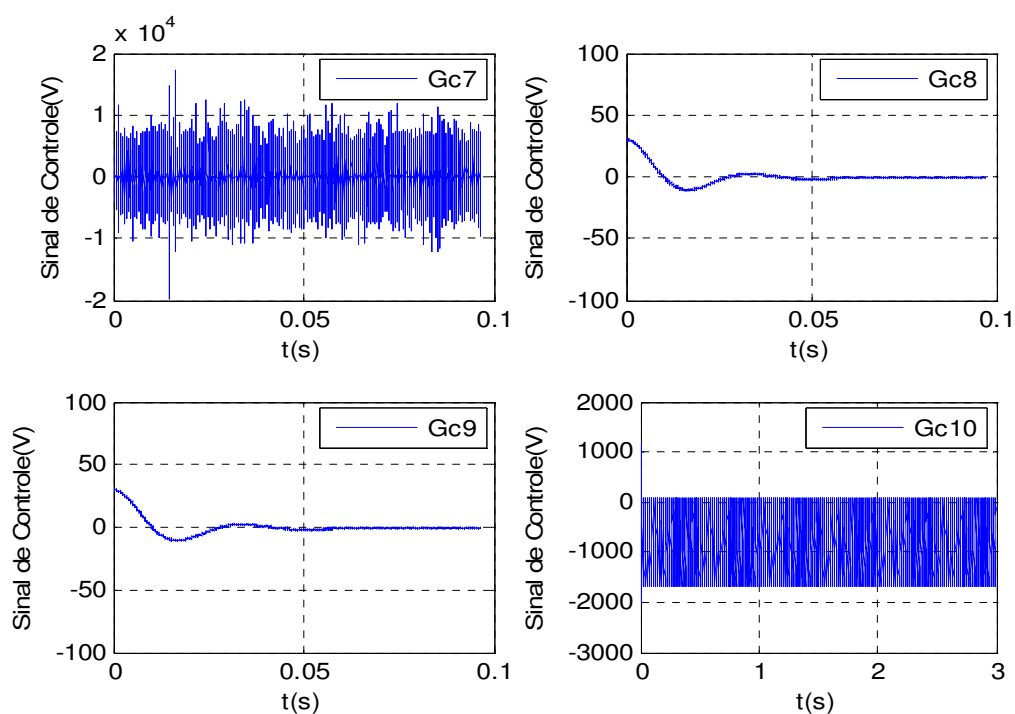 x 10^4
Sinal de Controle(V)
2
1
0
-1
-2
Gc7
0 0.05 0.1
t(s)
Sinal de Controle(V)
100
50
0
-50
-100
Gc8
0 0.05 0.1
t(s)
Sinal de Controle(V)
100
50
0
-50
-100
Gc9
0 0.05 0.1
t(s)
Sinal de Controle(V)
2000
1000
0
-1000
-2000
-3000
Gc10
0 1 2 3
t(s)